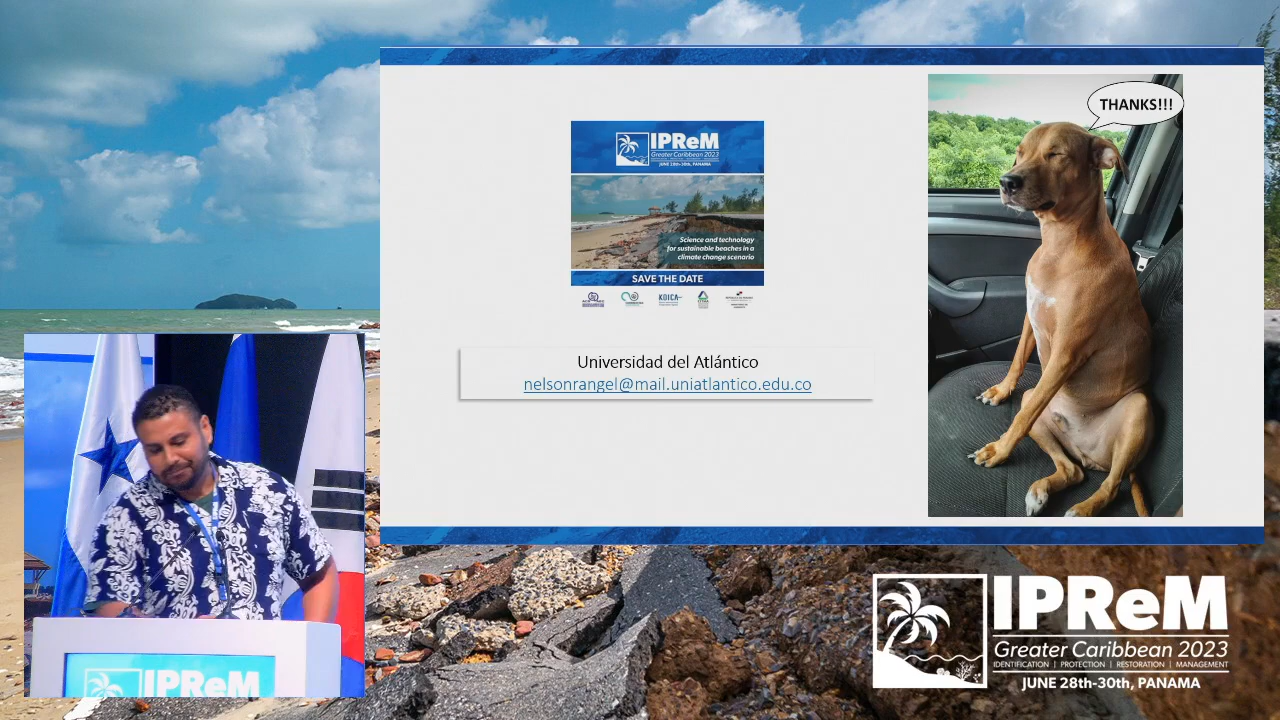 THANKS!!!
IPReM
Greater Caribbean 2023
JUNE 28th-30th, PANAMA
Science and technology
for sustainable beaches in a
climate change scenario
SAVE THE DATE
KOICA
Universidad del Atlántico
nelsonrangel@mail.uniatlantico.edu.co
IPReM
IPReM
Greater Caribbean 2023
IDENTIFICATION | PROTECTION | RESTORATION | MANAGEMENT
JUNE 28th-30th, PANAMA